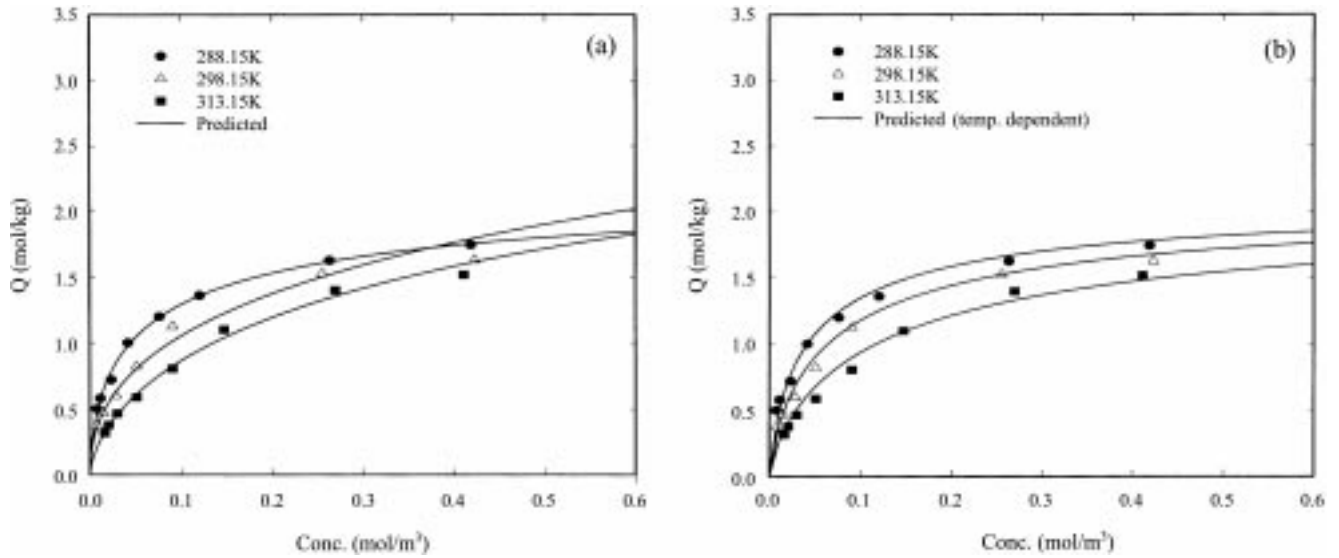 (a)
288.15K
298.15K
313.15K
Predicted
3.5
3.0
2.5
2.0
1.5
1.0
0.5
0.0
Q (mol/kg)
0.0 0.1 0.2 0.3 0.4 0.5 0.6
Conc. (mol/m³)
(b)
288.15K
298.15K
313.15K
Predicted (temp. dependent)
3.5
3.0
2.5
2.0
1.5
1.0
0.5
0.0
Q (mol/kg)
0.0 0.1 0.2 0.3 0.4 0.5 0.6
Conc. (mol/m³)